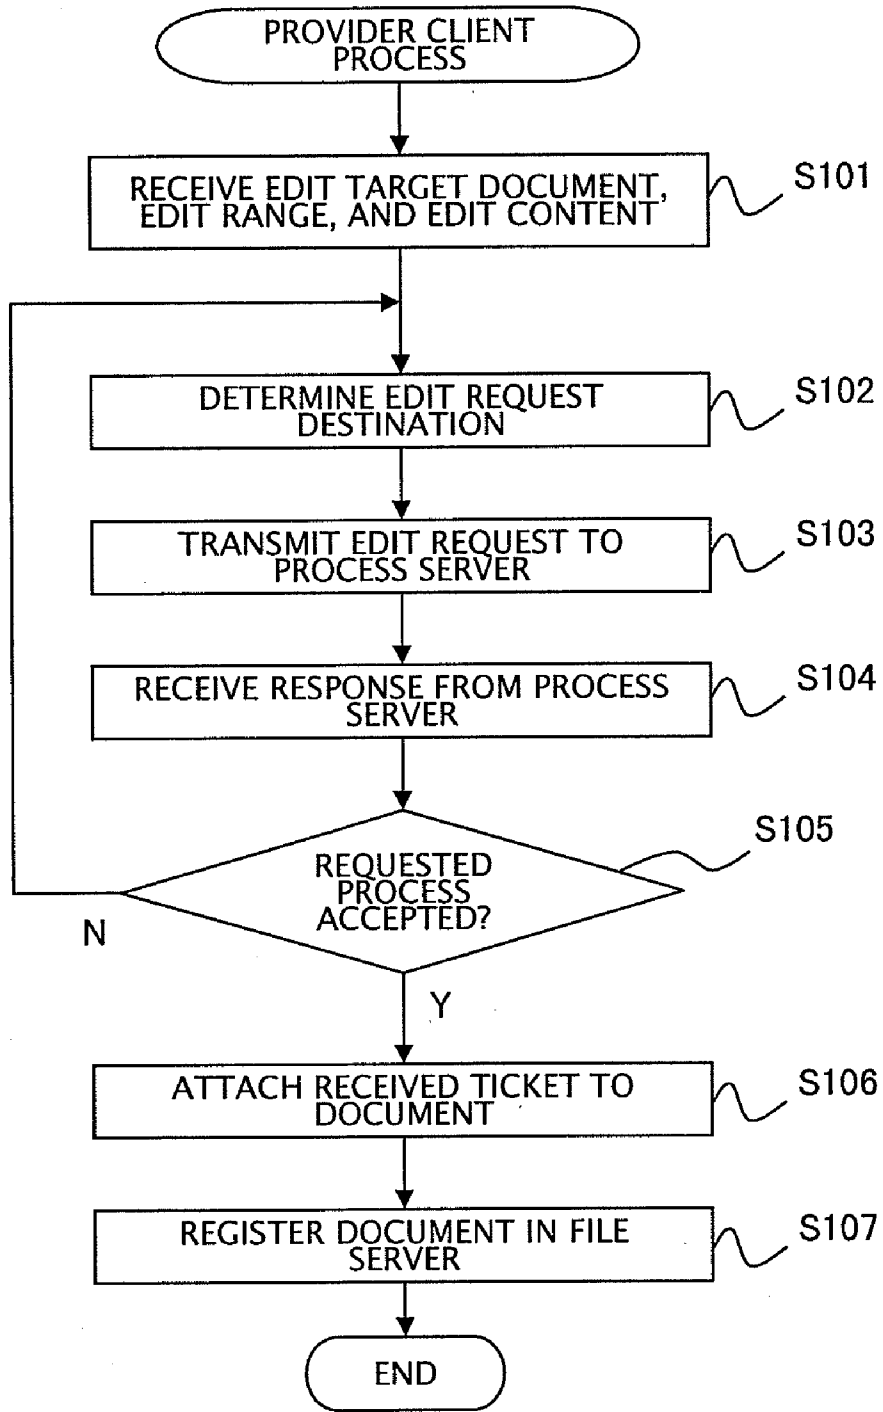 PROVIDER CLIENT
PROCESS
RECEIVE EDIT TARGET DOCUMENT,
EDIT RANGE, AND EDIT CONTENT
S101
DETERMINE EDIT REQUEST
DESTINATION
S102
TRANSMIT EDIT REQUEST TO
PROCESS SERVER
S103
RECEIVE RESPONSE FROM PROCESS
SERVER
S104
REQUESTED
PROCESS
ACCEPTED?
S105
N
Y
ATTACH RECEIVED TICKET TO
DOCUMENT
S106
REGISTER DOCUMENT IN FILE
SERVER
S107
END